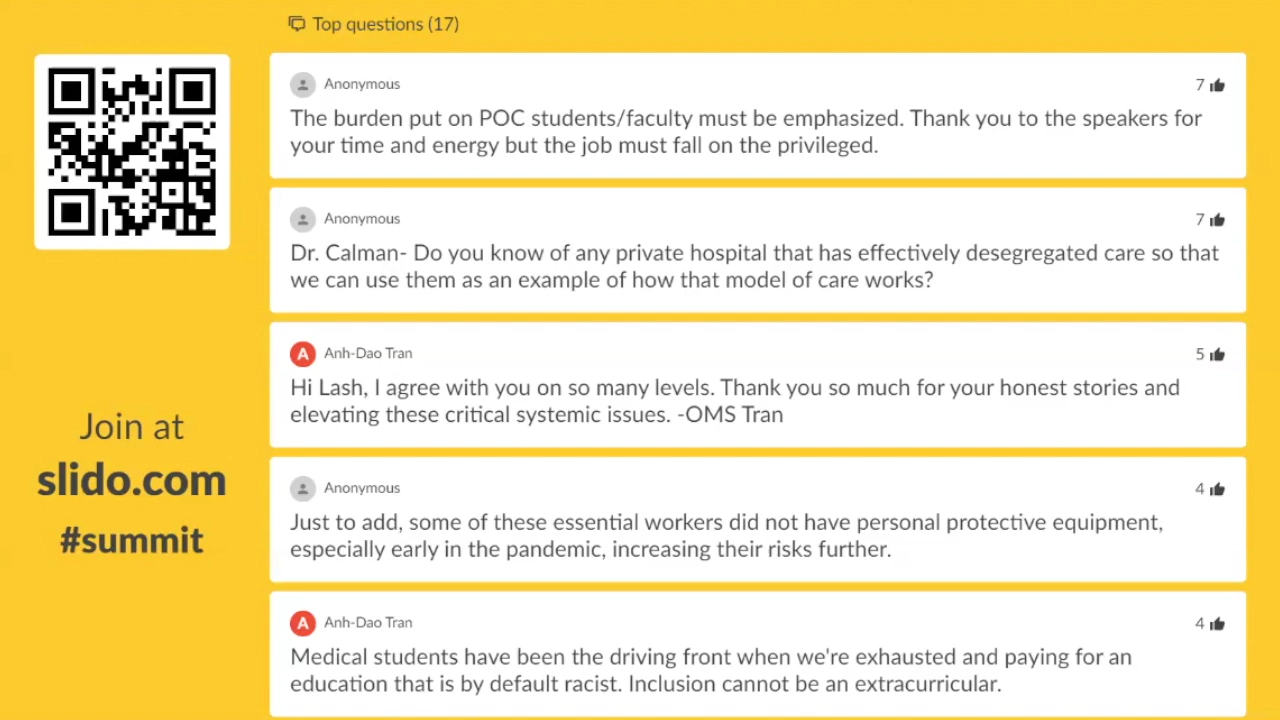 Top questions (17)
Anonymous
7
The burden put on POC students/faculty must be emphasized. Thank you to the speakers for
your time and energy but the job must fall on the privileged.
Anonymous
7
Dr. Calman- Do you know of any private hospital that has effectively desegregated care so that
we can use them as an example of how that model of care works?
A Anh-Dao Tran
5
Hi Lash, I agree with you on so many levels. Thank you so much for your honest stories and
elevating these critical systemic issues. -OMS Tran
Anonymous
4
Just to add, some of these essential workers did not have personal protective equipment,
especially early in the pandemic, increasing their risks further.
A Anh-Dao Tran
4
Medical students have been the driving front when we're exhausted and paying for an
education that is by default racist. Inclusion cannot be an extracurricular.
Join at
slido.com
#summit